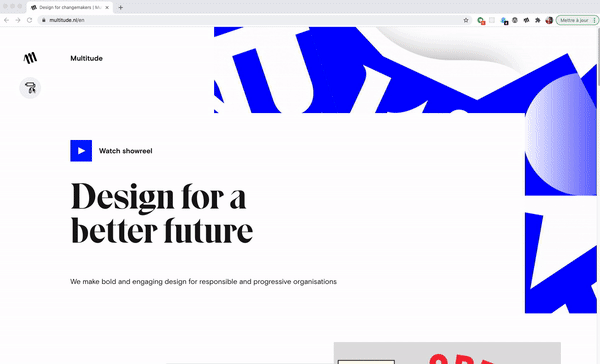 Design for changemakers | Mu
multitude.nl/en
Mettre à jour
Multitude
Watch showreel
Design for a
better future
We make bold and engaging design for responsible and progressive organisations